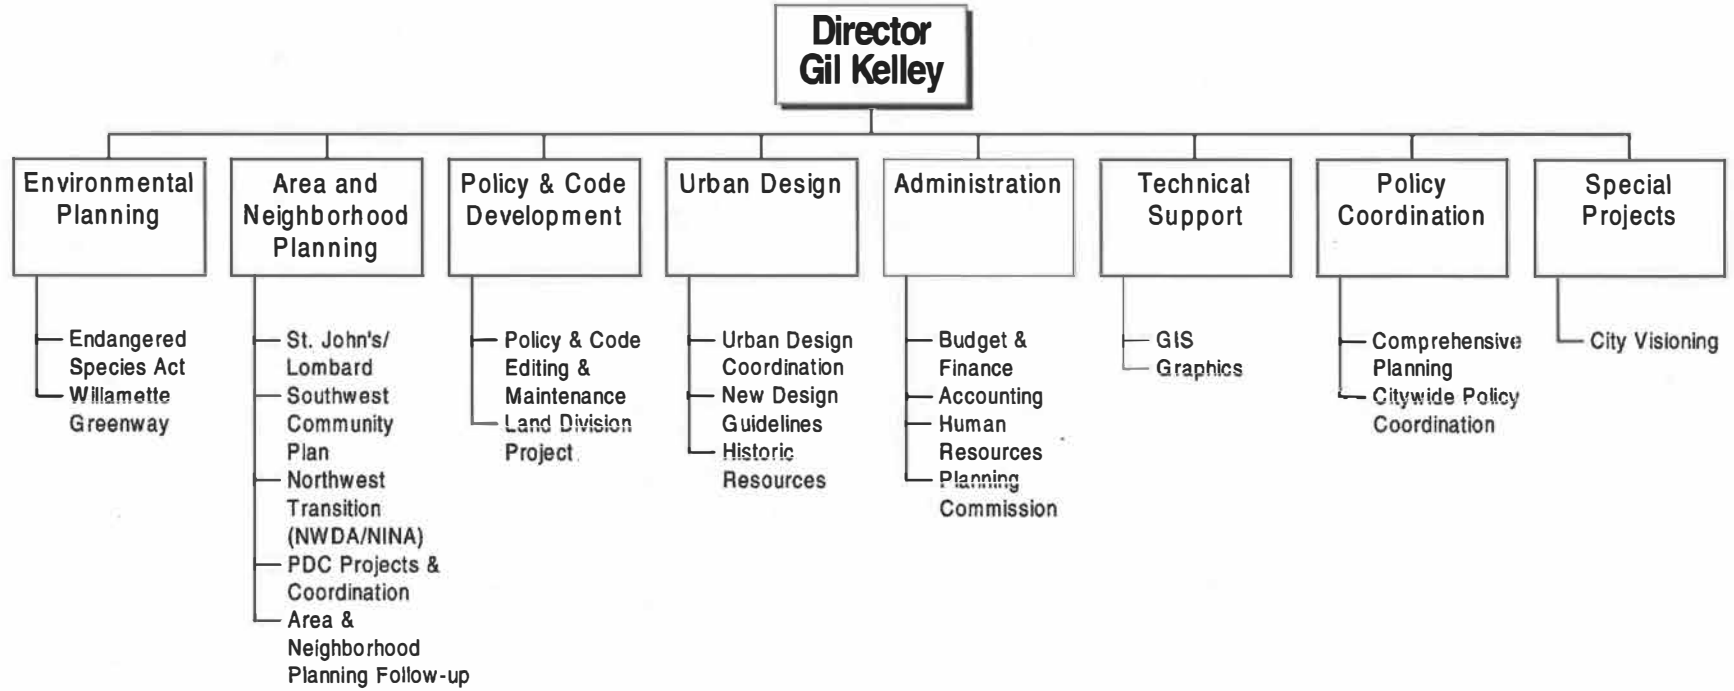 Director
Gil Kelley
Environmental
Planning
Area and
Neighborhood
Planning
Policy & Code
Development
Urban Design
Administration
Technical
Support
Policy
Coordination
Special
Projects
Endangered
Species Act
Willamette
Greenway
St. John's/
Lombard
Southwest
Community
Plan
Northwest
Transition
(NWDA/NINA)
PDC Projects &
Coordination
Area &
Neighborhood
Planning Follow-up
Policy & Code
Editing &
Maintenance
Land Division
Project
Urban Design
Coordination
New Design
Guidelines
Historic
Resources
Budget &
Finance
Accounting
Human
Resources
Planning
Commission
GIS
Graphics
Comprehensive
Planning
Citywide Policy
Coordination
City Visioning